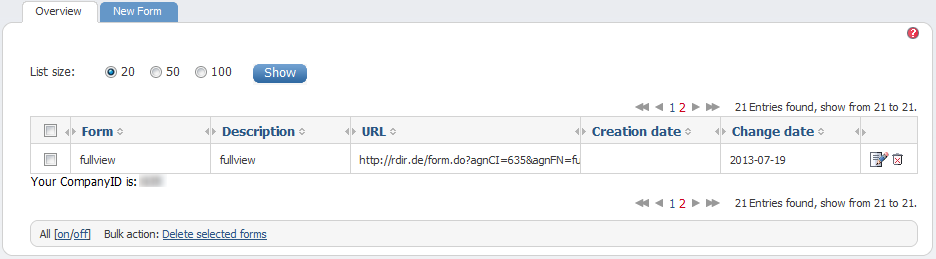 Overview New Form
?
List size: 20 50 100 Show
1 2 21 Entries found, show from 21 to 21.
Form Description URL Creation date Change date
fullview fullview http://rdir.de/form.do?agnCI=635&agnFN=fu 2013-07-19
Your CompanyID is:
1 2 21 Entries found, show from 21 to 21.
All [on/off] Bulk action: Delete selected forms